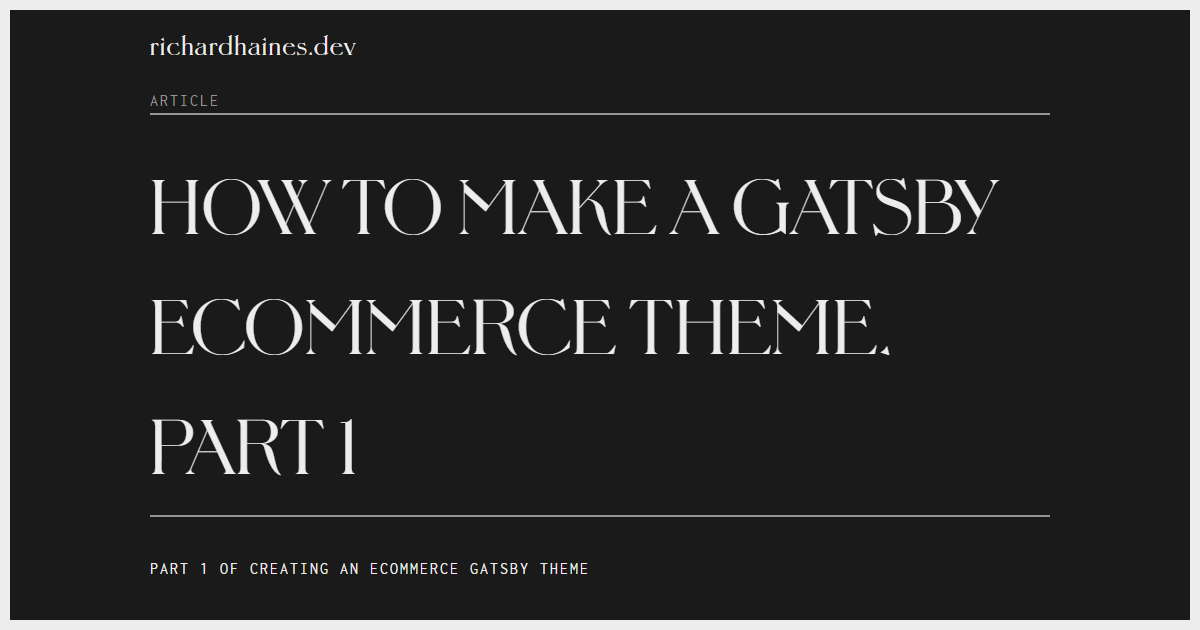 richardhaines.dev
ARTICLE
HOW TO MAKE A GATSBY
ECOMMERCE THEME.
PART 1
PART 1 OF CREATING AN ECOMMERCE GATSBY THEME